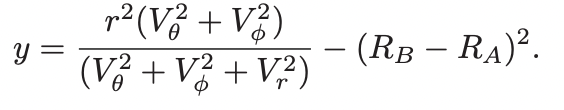 y = \frac{r^2(V_\theta^2 + V_\phi^2)}{(V_\theta^2 + V_\phi^2 + V_r^2)} - (R_B - R_A)^2.